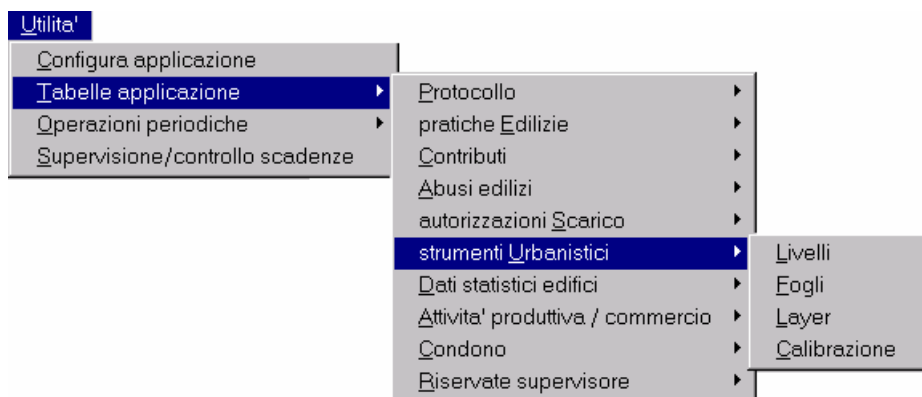 Utilita'
Configura applicazione
Tabelle applicazione
Operazioni periodiche
Supervisione/controllo scadenze
Protocollo
pratiche Edilizie
Contributi
Abusi edilizi
autorizzazioni Scarico
strumenti Urbanistici
Dati statistici edifici
Attivita' produttiva / commercio
Condono
Riservate supervisore
Livelli
Fogli
Layer
Calibrazione